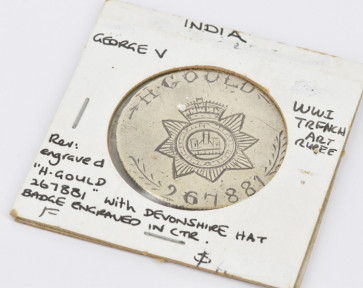 INDIA
GEORGE V
WWI
TRENCH
ART
RUPEE
H·GOULD
267881
Rev:
engraved
"H·GOULD
267881" with DEVONSHIRE HAT
BADGE ENGRAVED IN CTR.
F
$